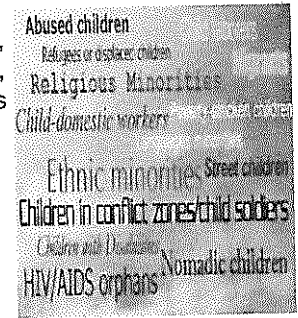 Abused children
Refugees or displaced children
Religious Minorities
Child-domestic workers
Ethnic minorities Street children
Children in conflict zones/child soldiers
Children with Disabilities
Nomadic children
HIV/AIDS orphans